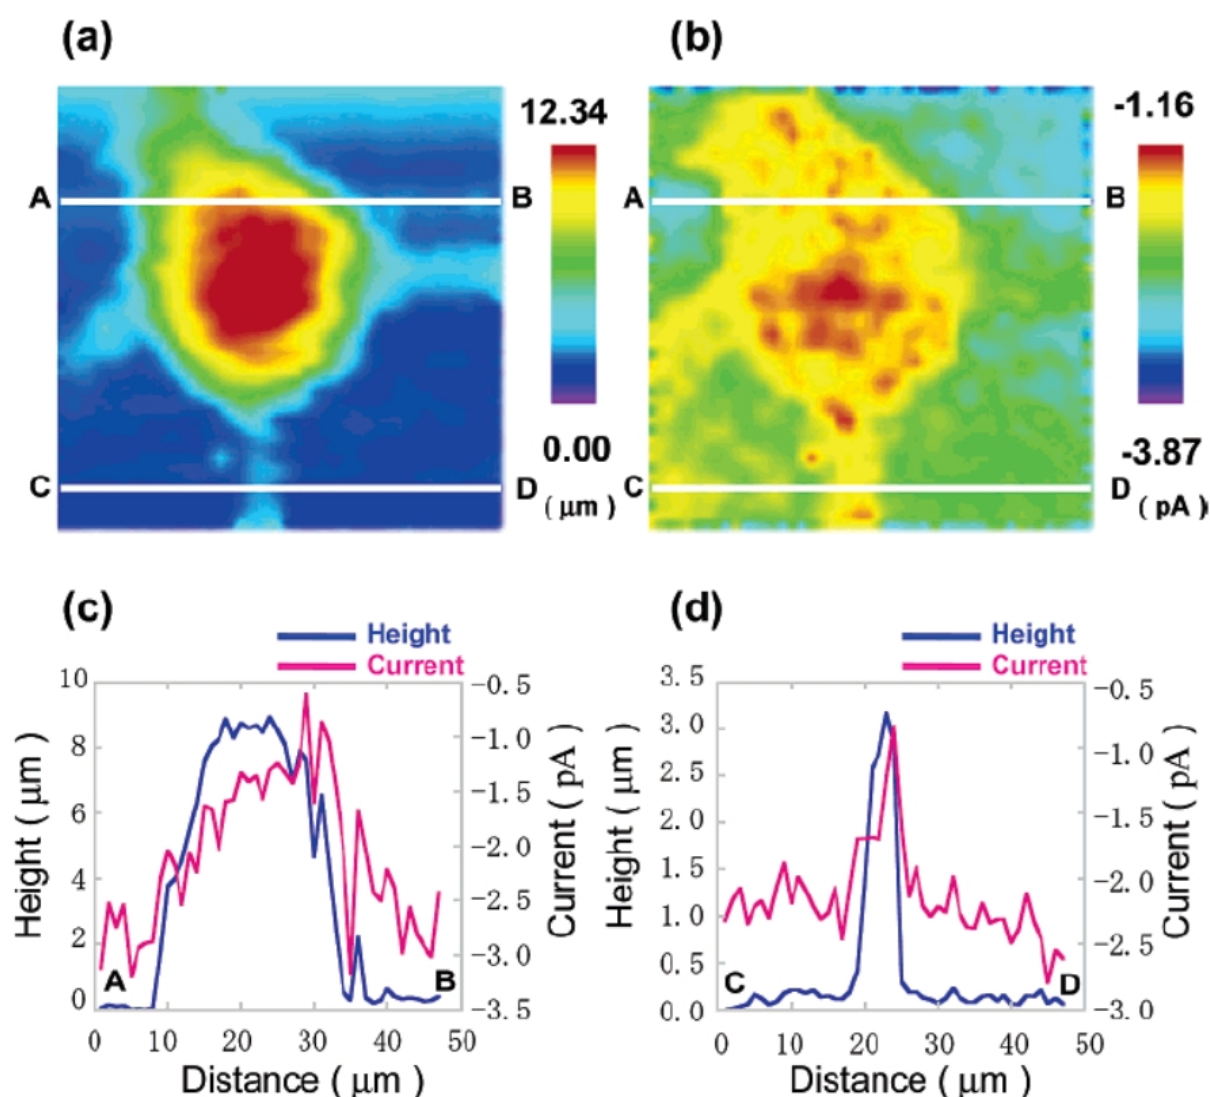 (a)
(b)
12.34
-1.16
A
B
A
B
0.00
-3.87
C
D
C
D
( μm )
( pA )
(c)
(d)
Height
Height
Current
Current
10
8
6
4
2
0
Height ( μm )
-0.5
-1.0
-1.5
-2.0
-2.5
-3.0
-3.5
Current ( pA )
A
B
0
10
20
30
40
50
Distance ( μm )
3.5
3.0
2.5
2.0
1.5
1.0
0.5
0.0
Height ( μm )
-0.5
-1.0
-1.5
-2.0
-2.5
-3.0
Current ( pA )
C
D
0
10
20
30
40
50
Distance ( μm )